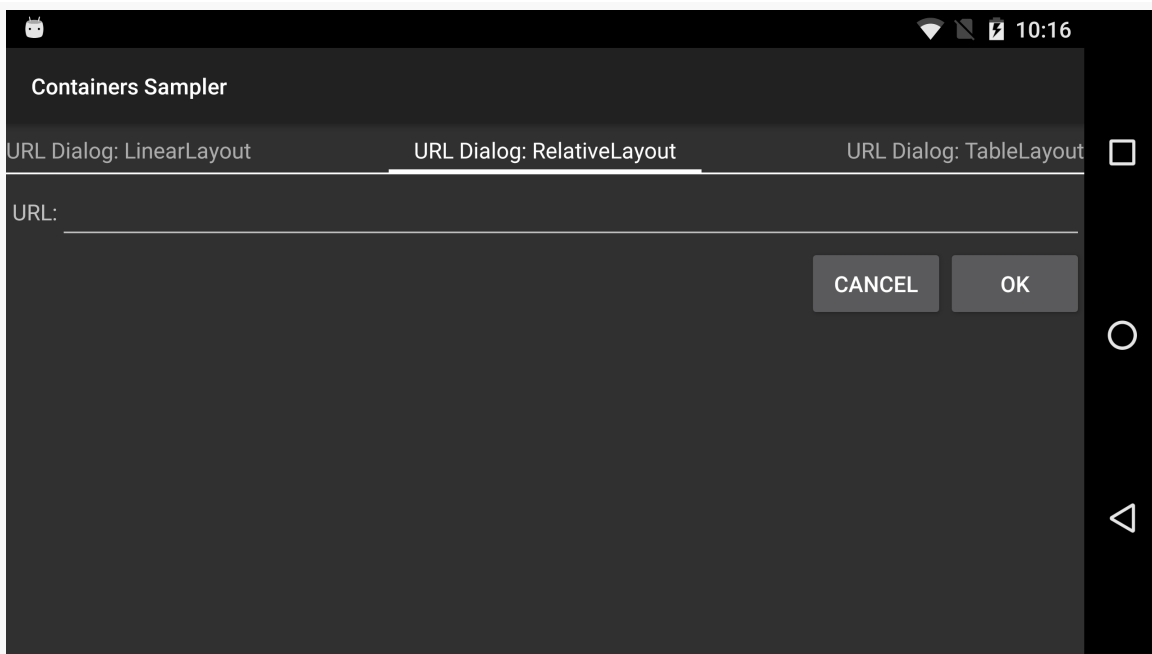 10:16
Containers Sampler
URL Dialog: LinearLayout URL Dialog: RelativeLayout URL Dialog: TableLayout
URL:
CANCEL OK